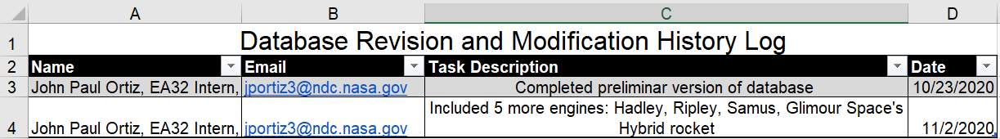 A B C D
1 Database Revision and Modification History Log
2 Name Email Task Description Date
3 John Paul Ortiz, EA32 Intern, jportiz3@ndc.nasa.gov Completed preliminar version of database 10/23/2020
Included 5 more engines: Hadley, Ripley, Samus, Glimour Space's
4 John Paul Ortiz, EA32 Intern, jportiz3@ndc.nasa.gov Hybrid rocket 11/2/2020